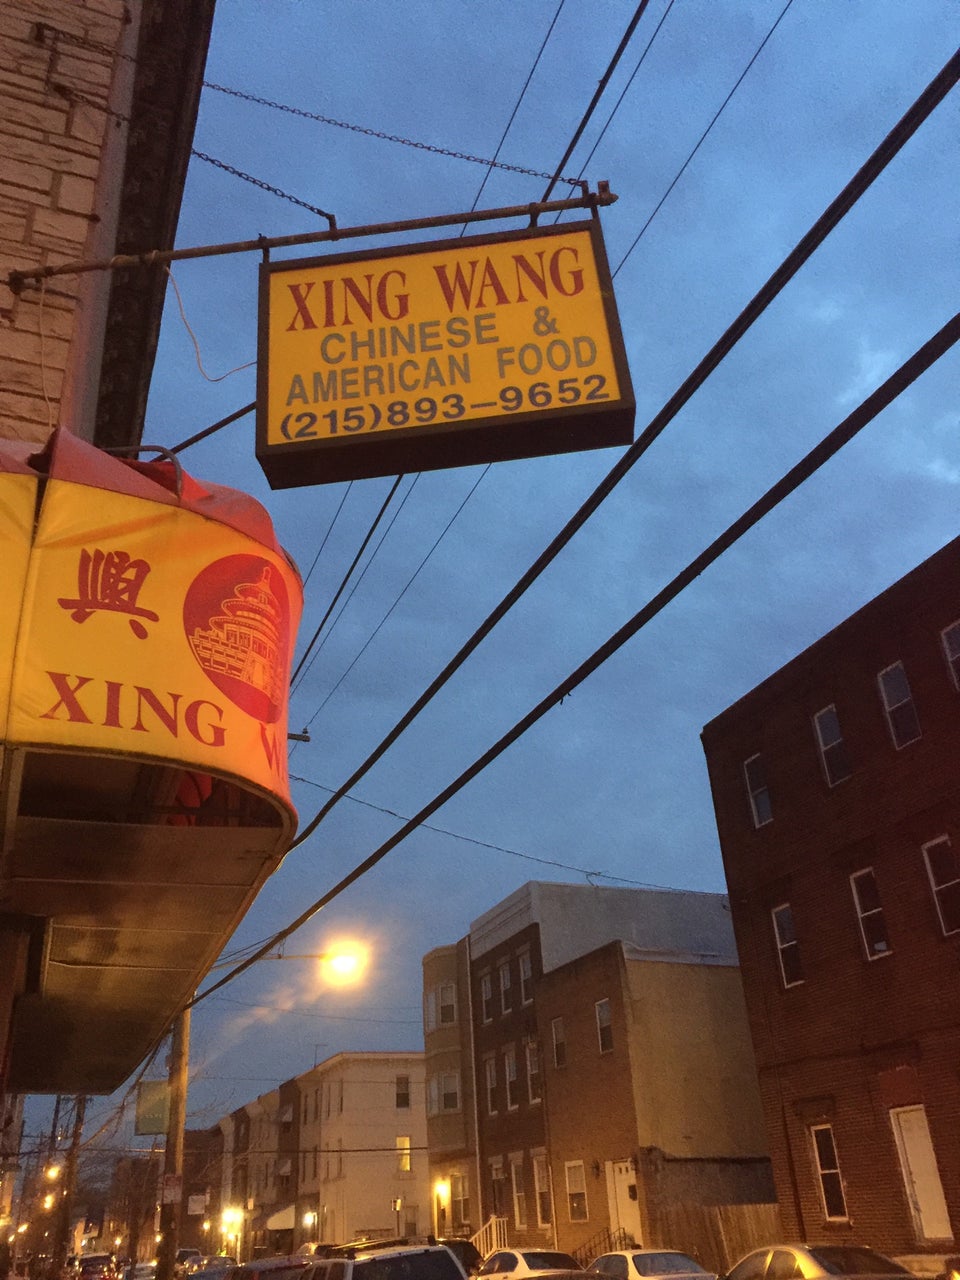 XING WANG
CHINESE &
AMERICAN FOOD
(215)893-9652
興
XING W